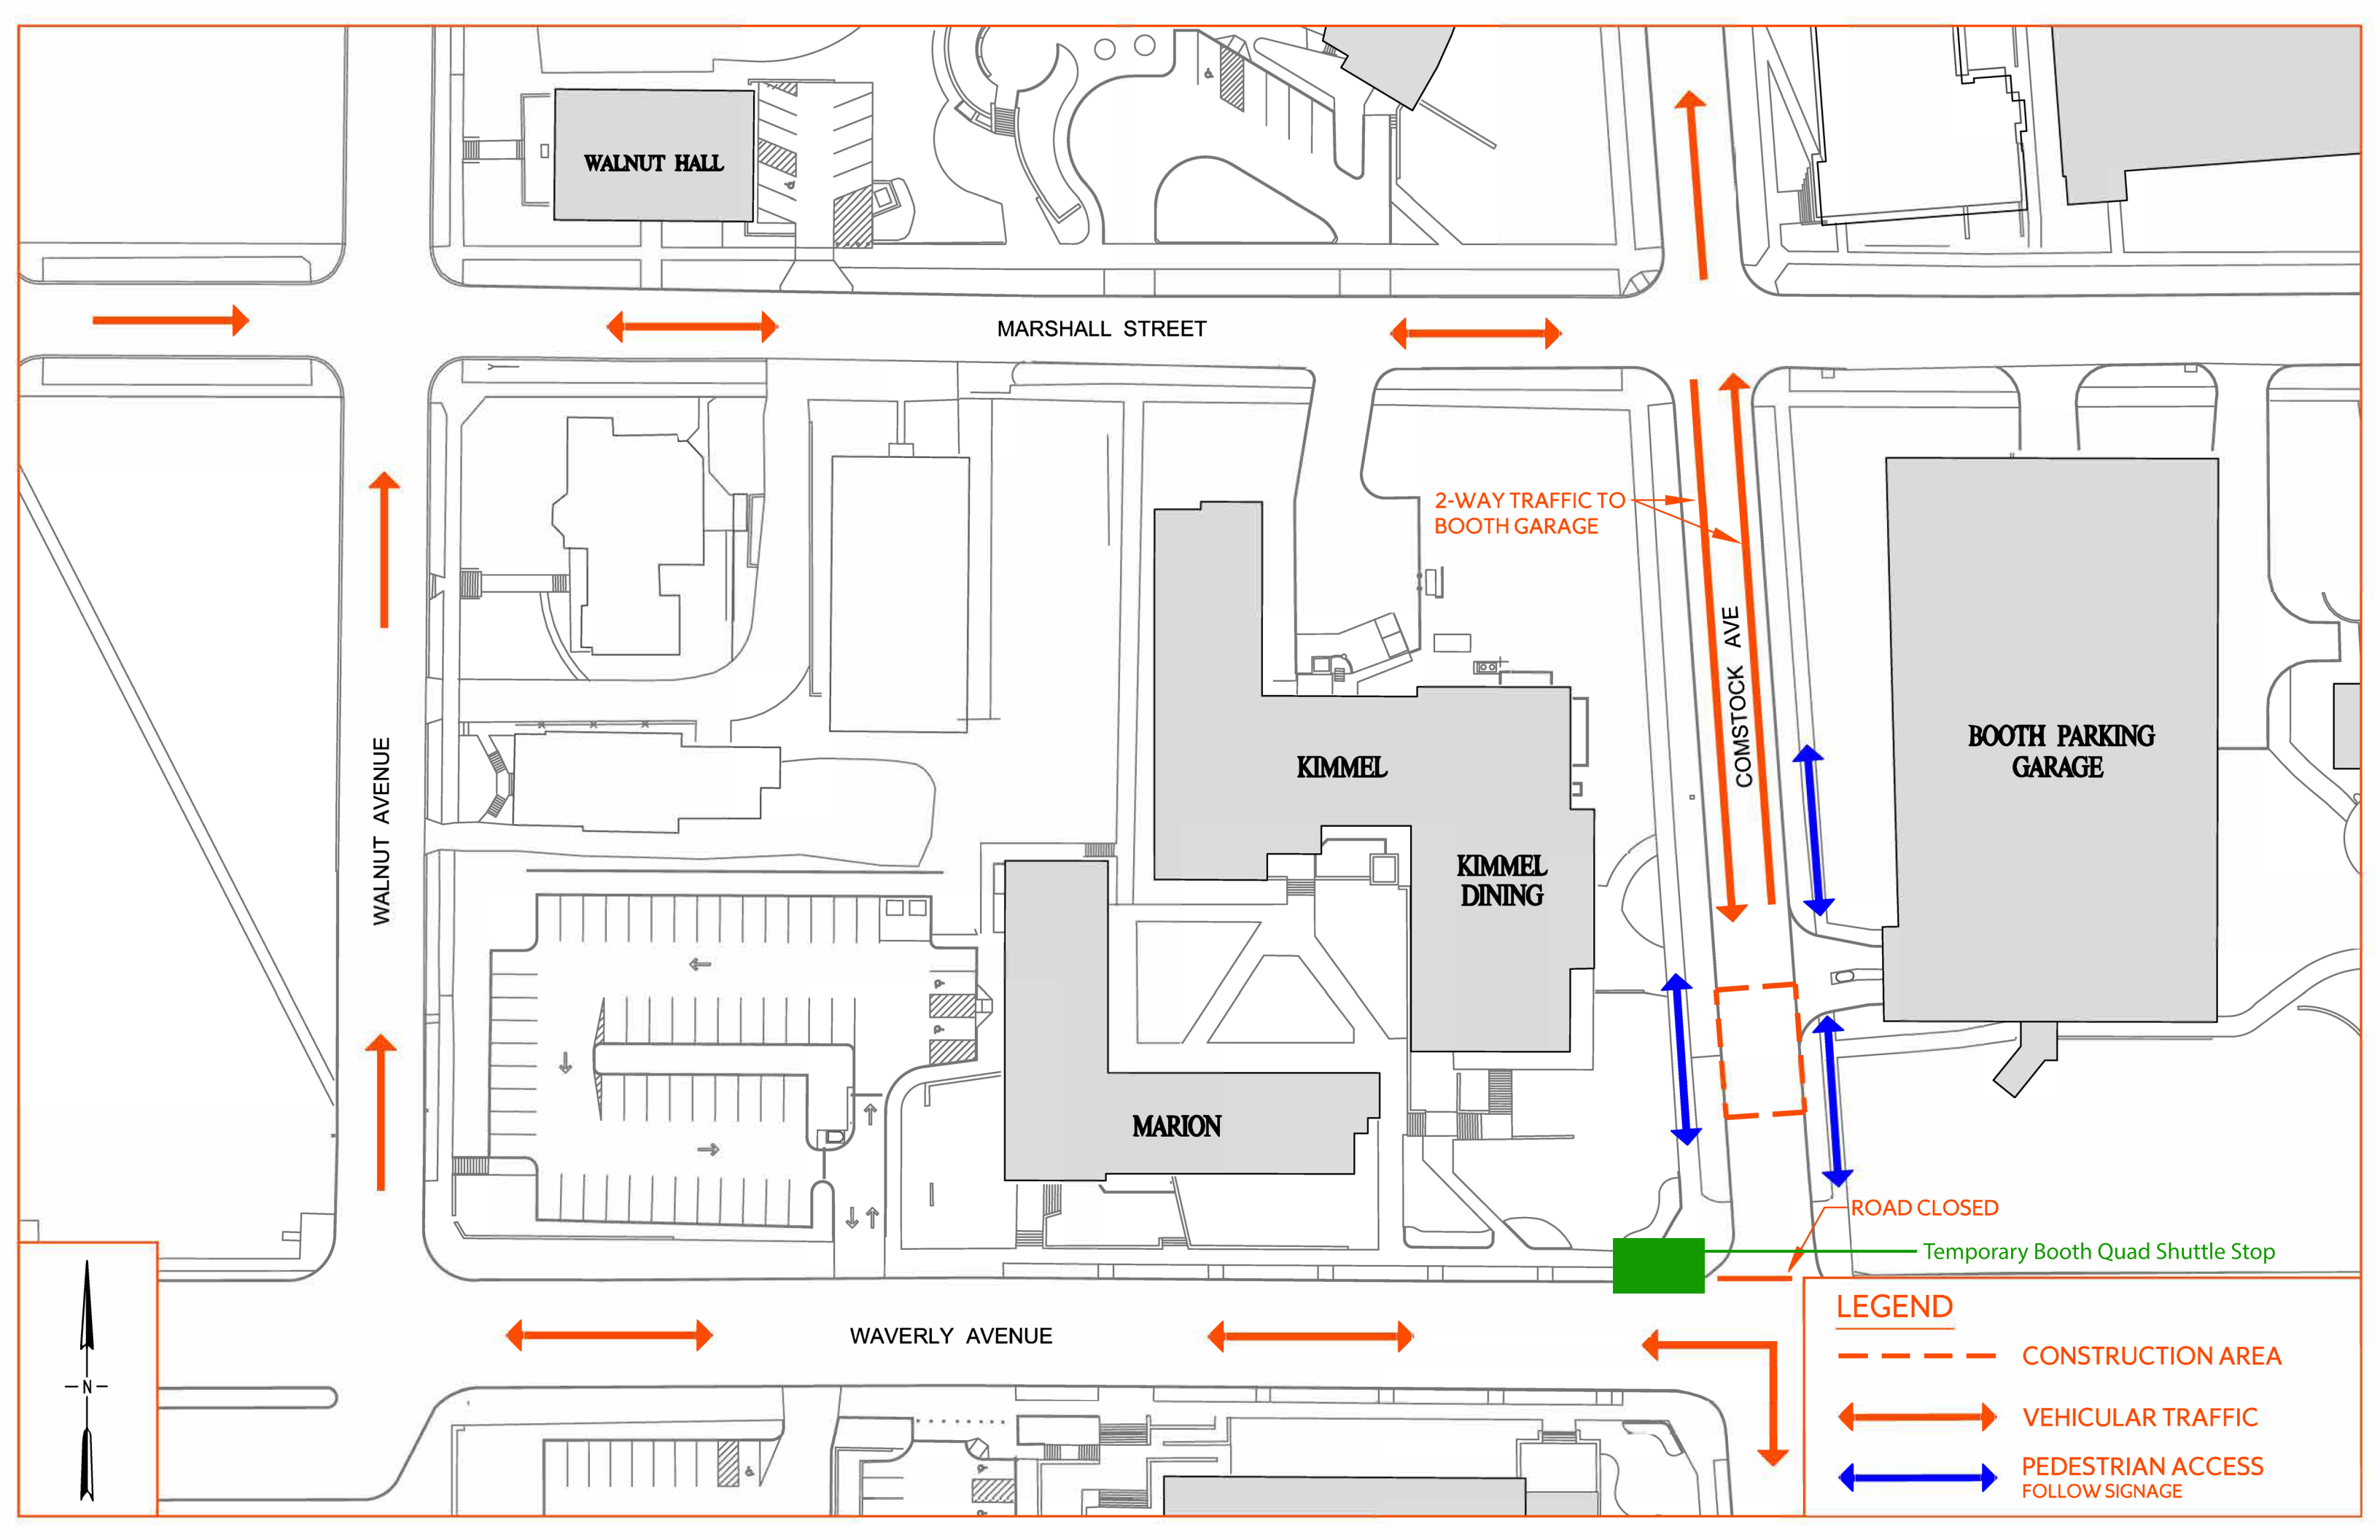 WALNUT HALL
MARSHALL STREET
2-WAY TRAFFIC TO
BOOTH GARAGE
COMSTOCK AVE
WALNUT AVENUE
KIMMEL
BOOTH PARKING
GARAGE
KIMMEL
DINING
MARION
ROAD CLOSED
Temporary Booth Quad Shuttle Stop
WAVERLY AVENUE
N
LEGEND
CONSTRUCTION AREA
VEHICULAR TRAFFIC
PEDESTRIAN ACCESS
FOLLOW SIGNAGE